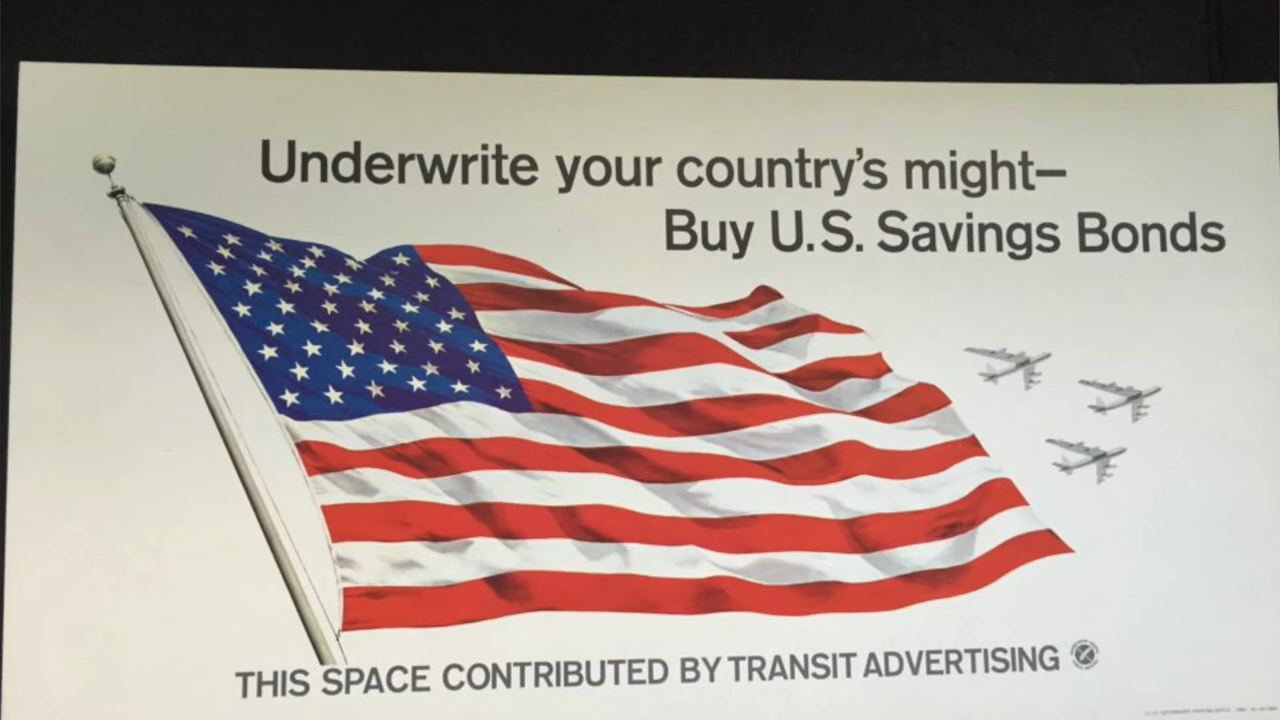 Underwrite your country's might—
Buy U.S. Savings Bonds
THIS SPACE CONTRIBUTED BY TRANSIT ADVERTISING